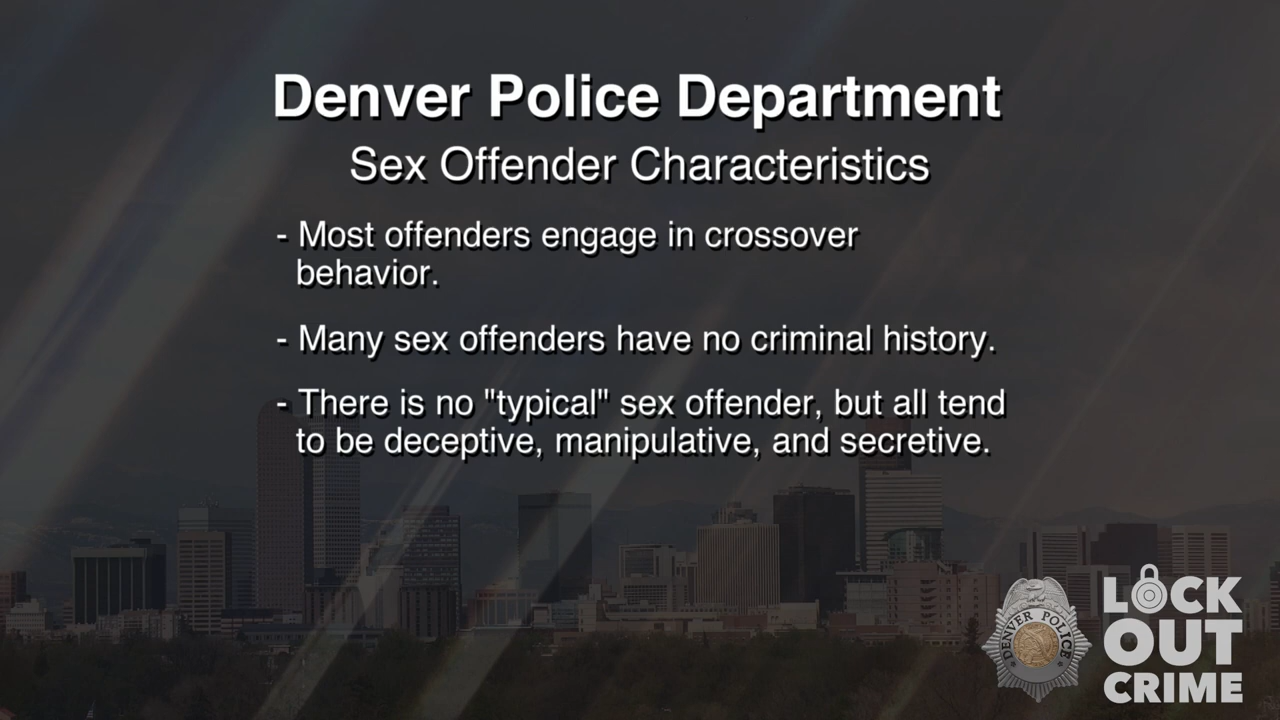 Denver Police Department
Sex Offender Characteristics
- Most offenders engage in crossover
behavior.
- Many sex offenders have no criminal history.
- There is no "typical" sex offender, but all tend
to be deceptive, manipulative, and secretive.
DENVER POLICE
LOCK
OUT
CRIME